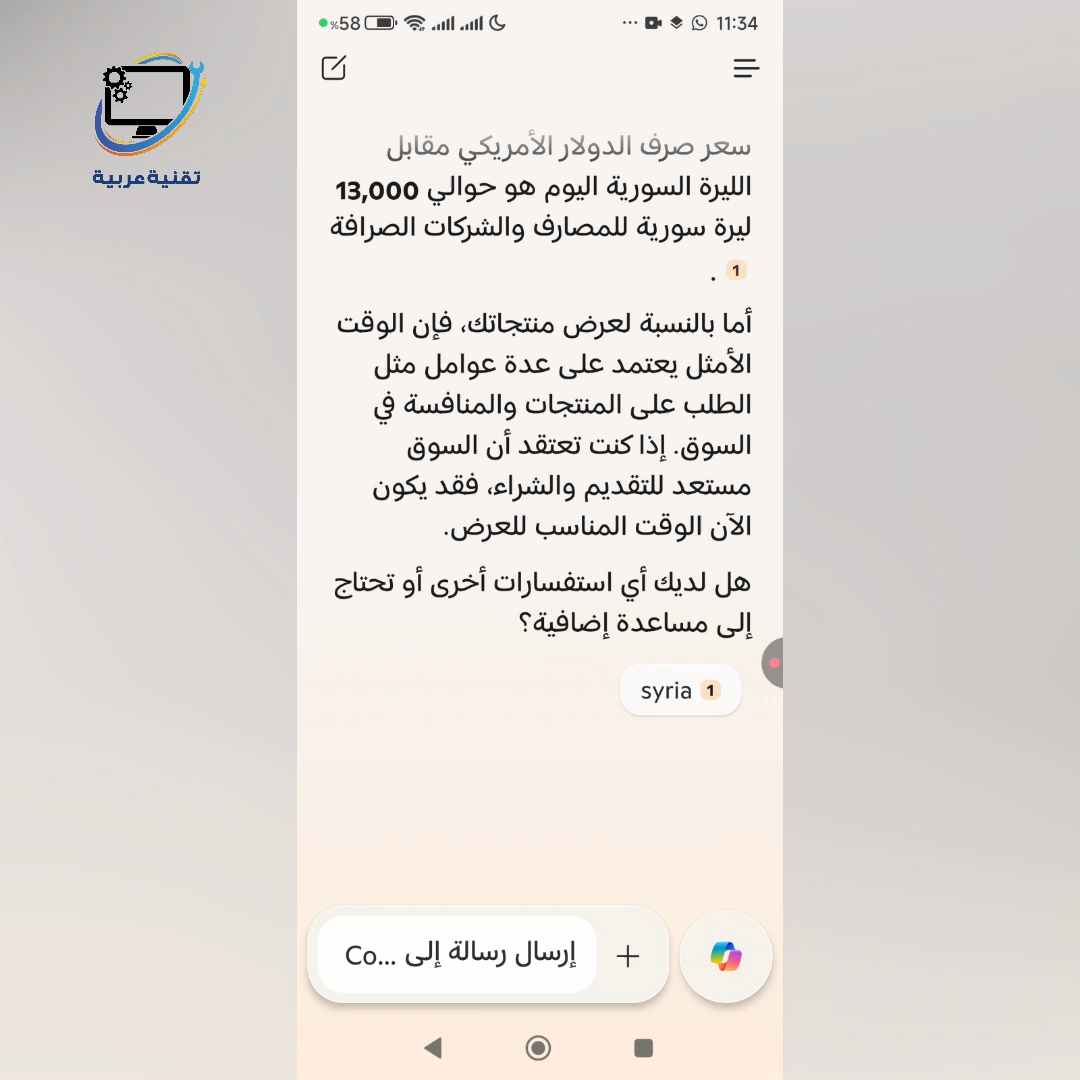 %58
11:34
تقنية عربية
سعر صرف الدولار الأمريكي مقابل
الليرة السورية اليوم هو حوالي 13,000
ليرة سورية للمصارف والشركات الصرافة
1 .
أما بالنسبة لعرض منتجاتك، فإن الوقت
الأمثل يعتمد على عدة عوامل مثل
الطلب على المنتجات والمنافسة في
السوق. إذا كنت تعتقد أن السوق
مستعد للتقديم والشراء، فقد يكون
الآن الوقت المناسب للعرض.
هل لديك أي استفسارات أخرى أو تحتاج
إلى مساعدة إضافية؟
syria 1
إرسال رسالة إلى Co...